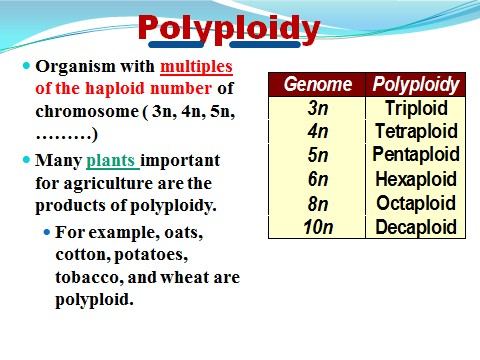 Polyploidy
Organism with multiples
of the haploid number of
chromosome ( 3n, 4n, 5n,
………)
Many plants important
for agriculture are the
products of polyploidy.
For example, oats,
cotton, potatoes,
tobacco, and wheat are
polyploid.
Genome Polyploidy
3n Triploid
4n Tetraploid
5n Pentaploid
6n Hexaploid
8n Octaploid
10n Decaploid